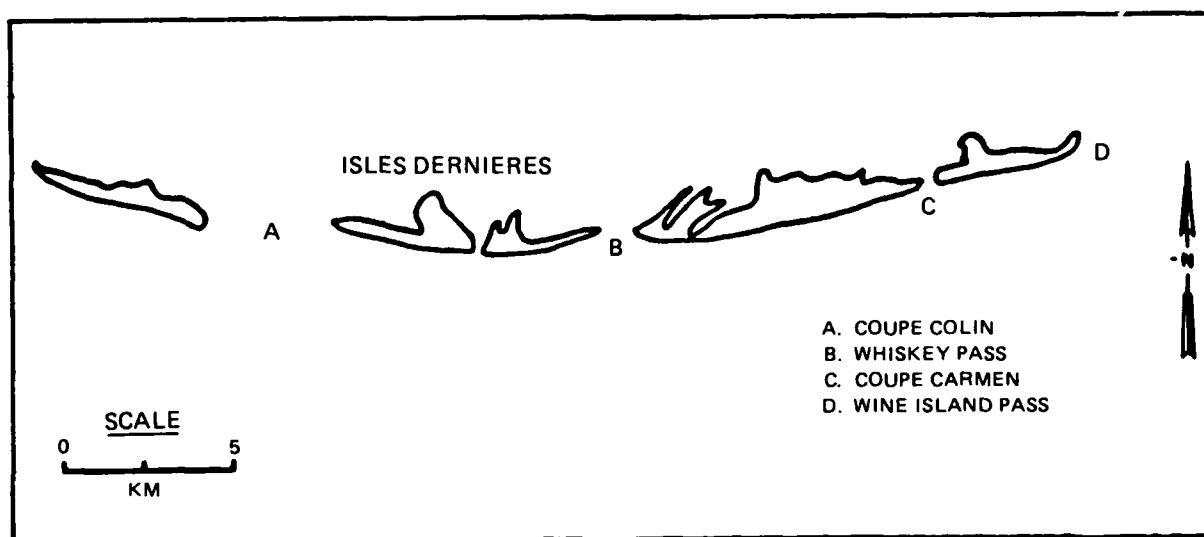 ISLES DERNIERES
A
B
C
D
N
A. COUPE COLIN
B. WHISKEY PASS
C. COUPE CARMEN
D. WINE ISLAND PASS
SCALE
0 5
KM